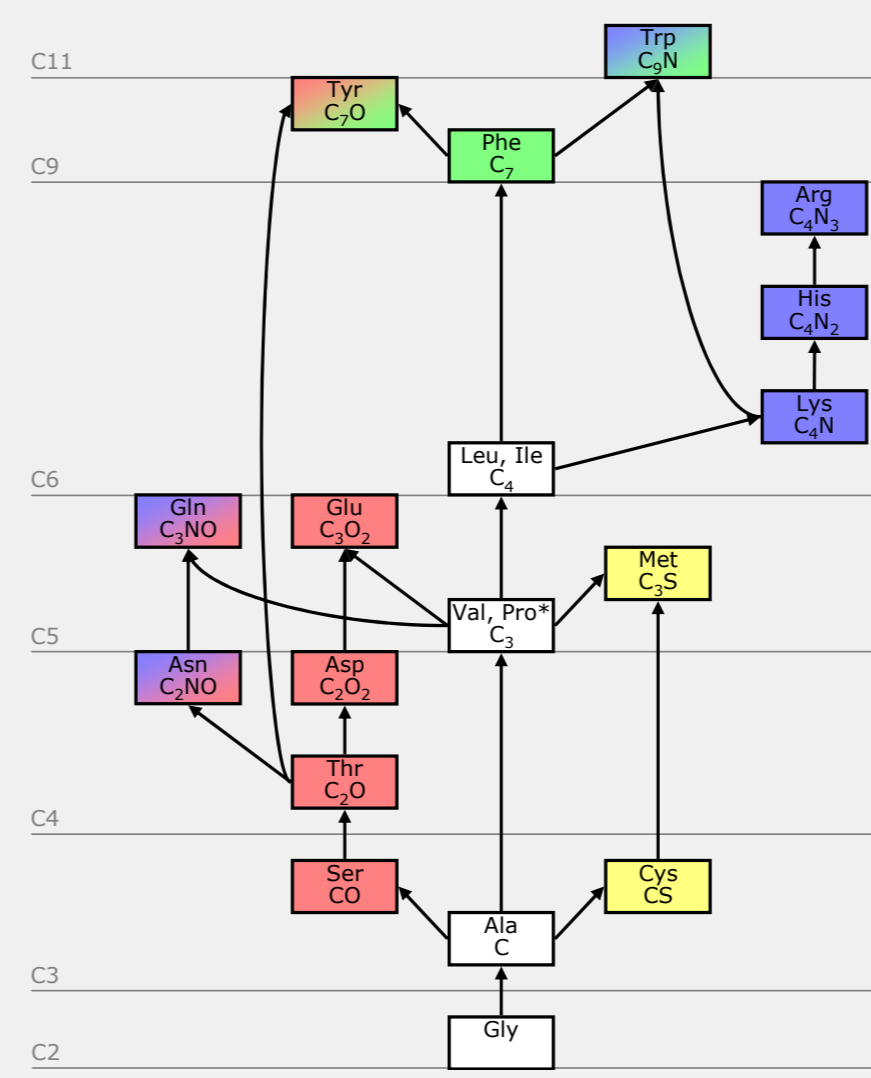 Trp
C₉N
C11
Tyr
C₇O
Phe
C₇
C9
Arg
C₄N₃
His
C₄N₂
Lys
C₄N
Leu, Ile
C₄
C6
Gln
C₃NO
Glu
C₃O₂
Met
C₃S
Val, Pro*
C₃
C5
Asn
C₂NO
Asp
C₂O₂
Thr
C₂O
C4
Ser
CO
Cys
CS
Ala
C
C3
Gly
C2